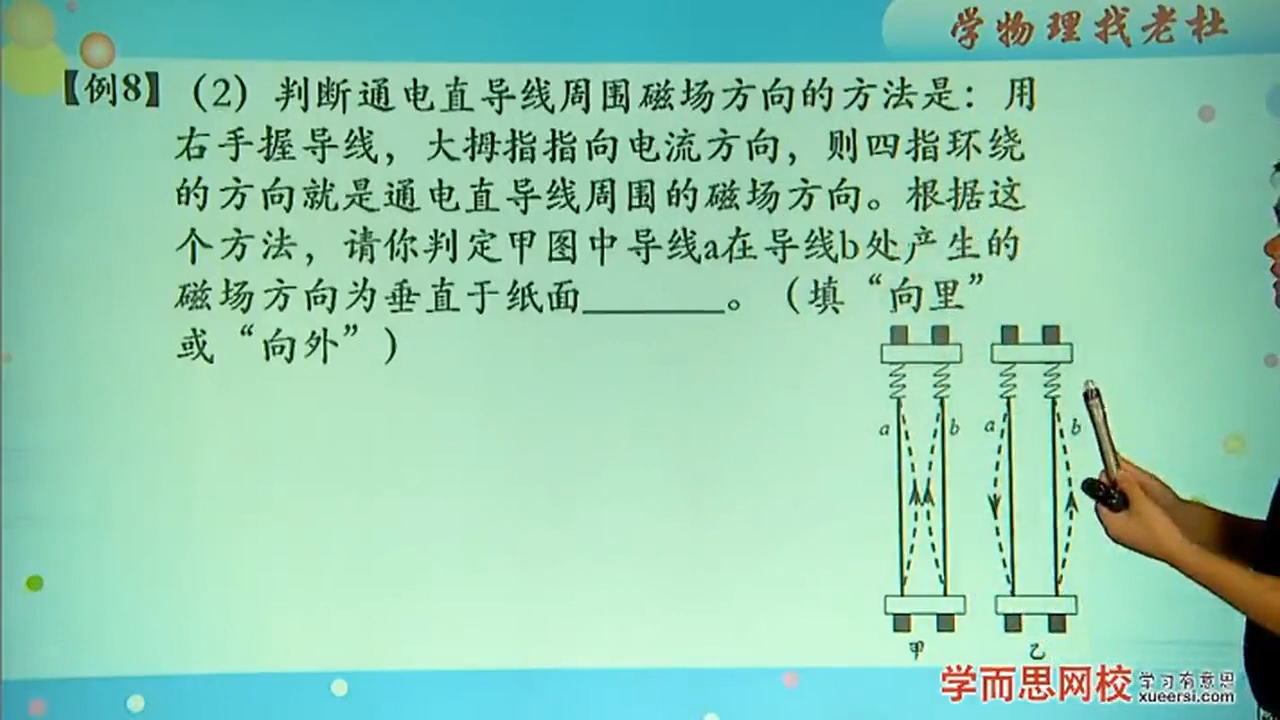 学物理找老杜
【例8】（2）判断通电直导线周围磁场方向的方法是：用
右手握导线，大拇指指向电流方向，则四指环绕
的方向就是通电直导线周围的磁场方向。根据这
个方法，请你判定甲图中导线a在导线b处产生的
磁场方向为垂直于纸面______。（填“向里”
或“向外”）
a b a b
甲 乙
学而思网校 学习有意思
xueersi.com